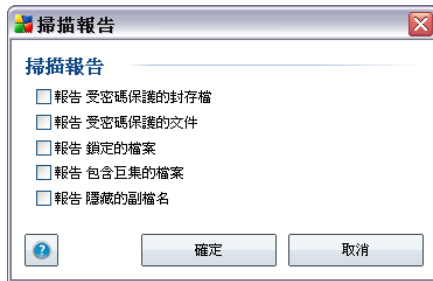 掃描報告
掃描報告
報告 受密碼保護的封存檔
報告 受密碼保護的文件
報告 鎖定的檔案
報告 包含巨集的檔案
報告 隱藏的副檔名
?
確定
取消